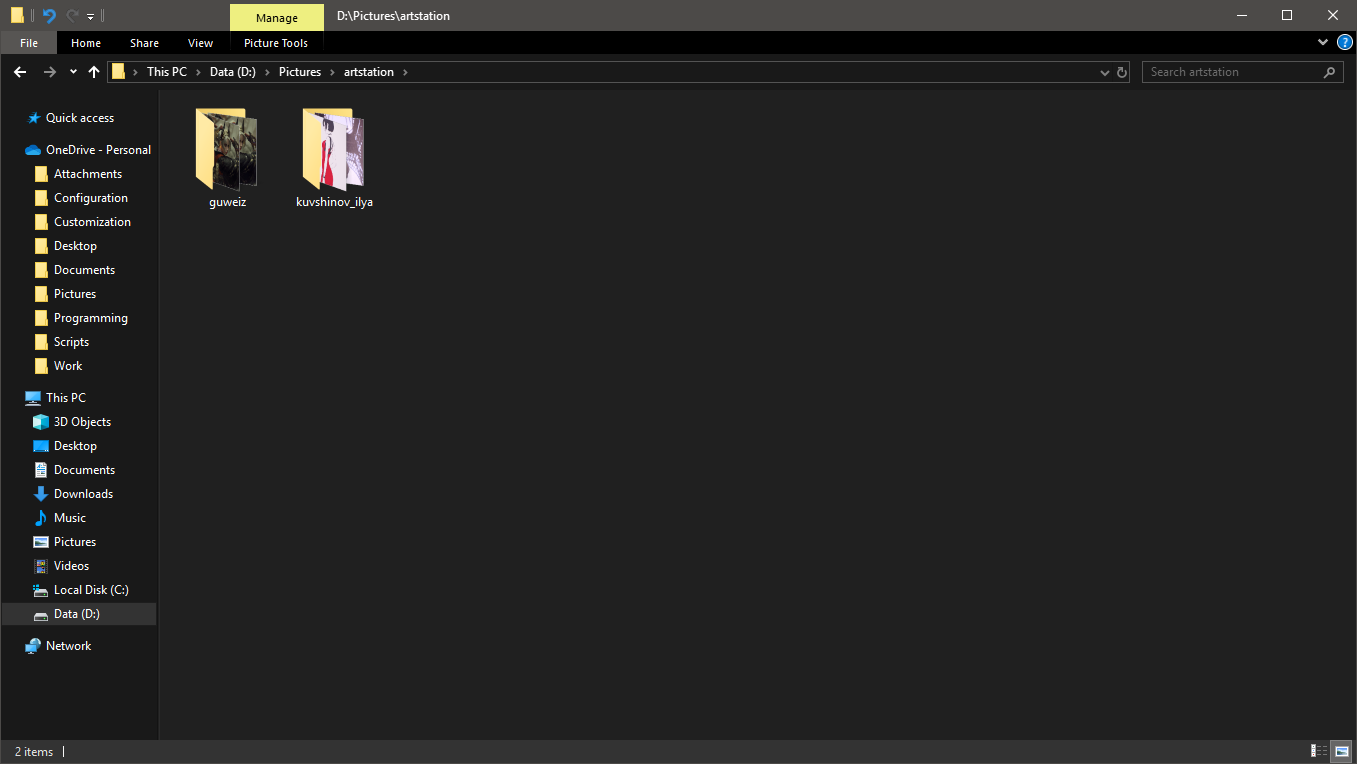 Manage
D:\Pictures\artstation
File
Home
Share
View
Picture Tools
This PC
Data (D:)
Pictures
artstation
Search artstation
Quick access
OneDrive - Personal
Attachments
Configuration
Customization
Desktop
Documents
Pictures
Programming
Scripts
Work
This PC
3D Objects
Desktop
Documents
Downloads
Music
Pictures
Videos
Local Disk (C:)
Data (D:)
Network
guweiz
kuvshinov_ilya
2 items